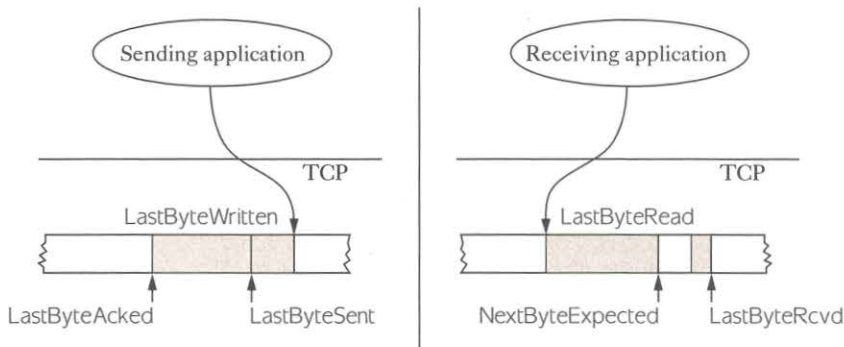 Sending application
TCP
LastByteWritten
LastByteAcked
LastByteSent
Receiving application
TCP
LastByteRead
NextByteExpected
LastByteRcvd